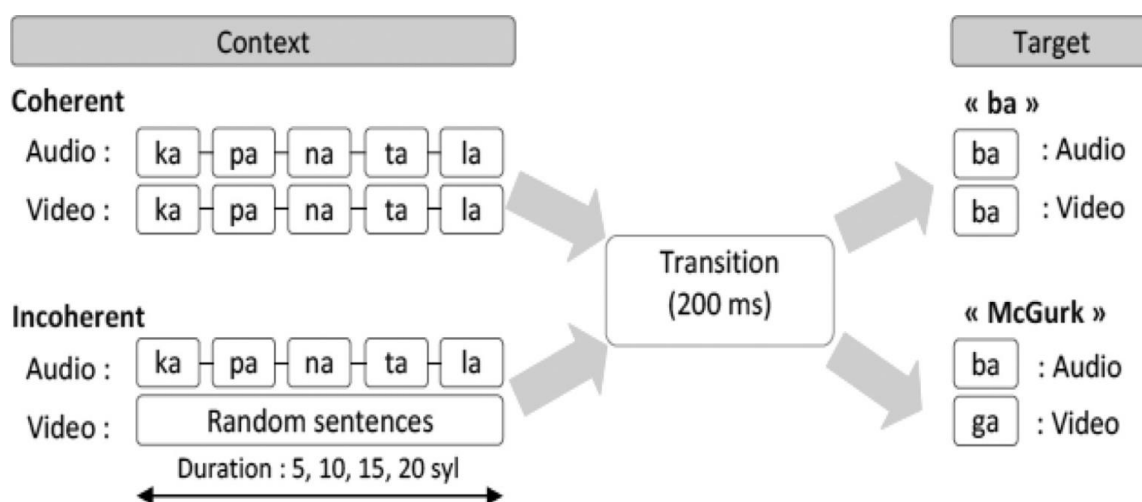 Context
Coherent
Audio : ka pa na ta la
Video : ka pa na ta la
Incoherent
Audio : ka pa na ta la
Video : Random sentences
Duration : 5, 10, 15, 20 syl
Transition
(200 ms)
Target
« ba »
ba : Audio
ba : Video
« McGurk »
ba : Audio
ga : Video